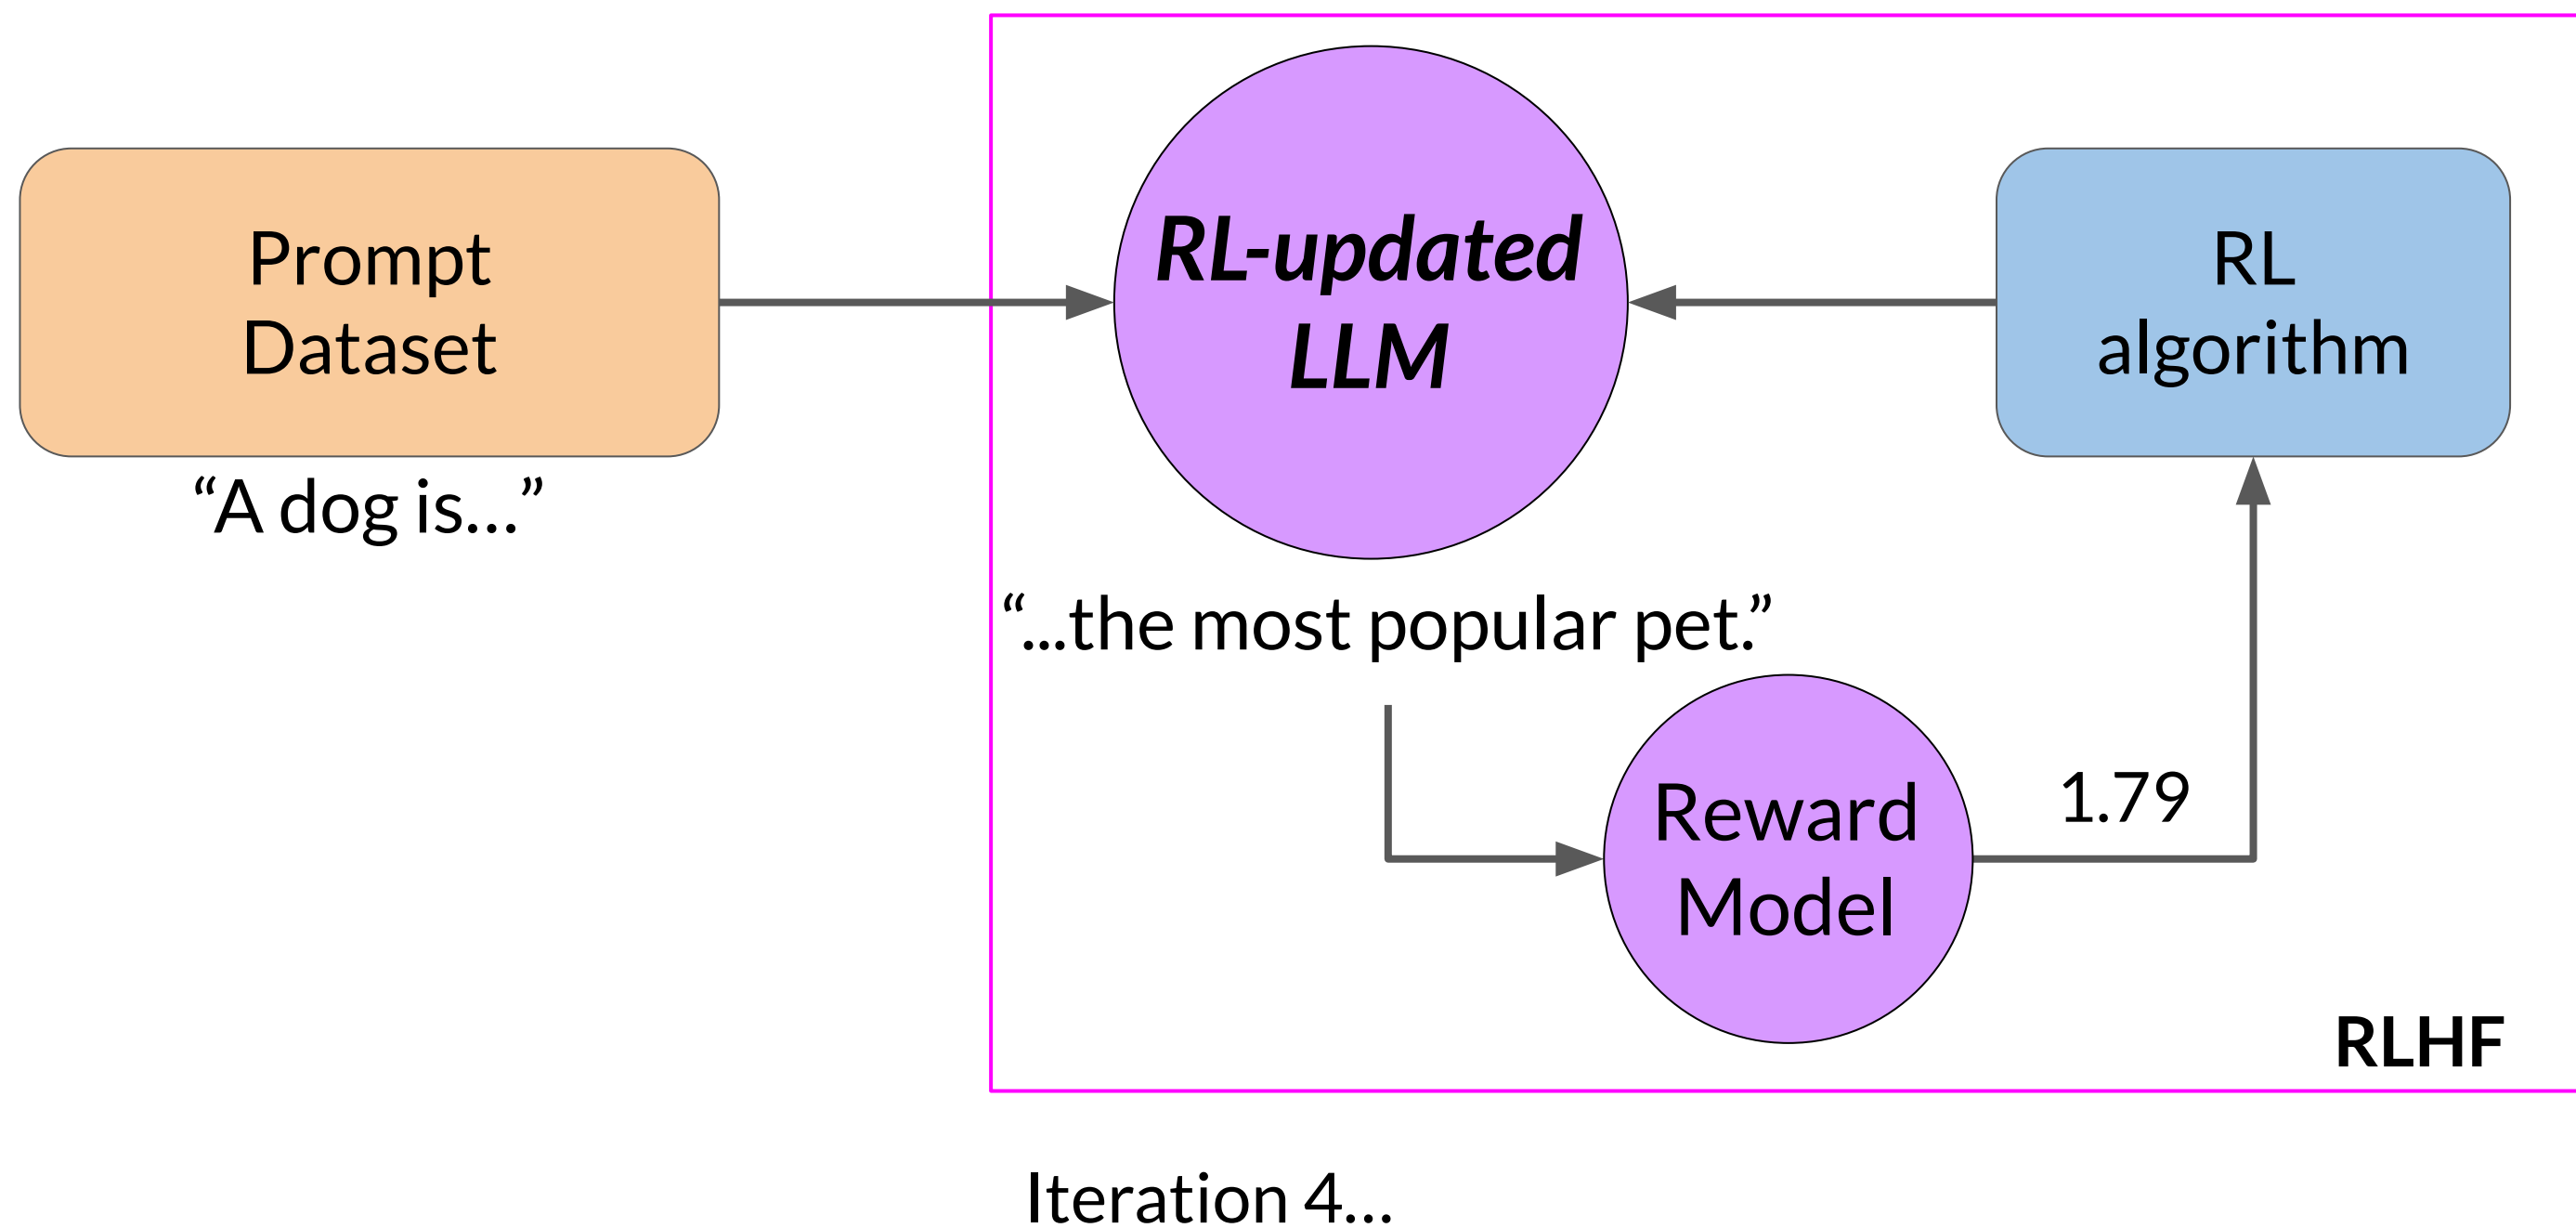 Prompt
Dataset
“A dog is...”
RL-updated
LLM
“...the most popular pet.”
RL
algorithm
Reward
Model
1.79
RLHF
Iteration 4...